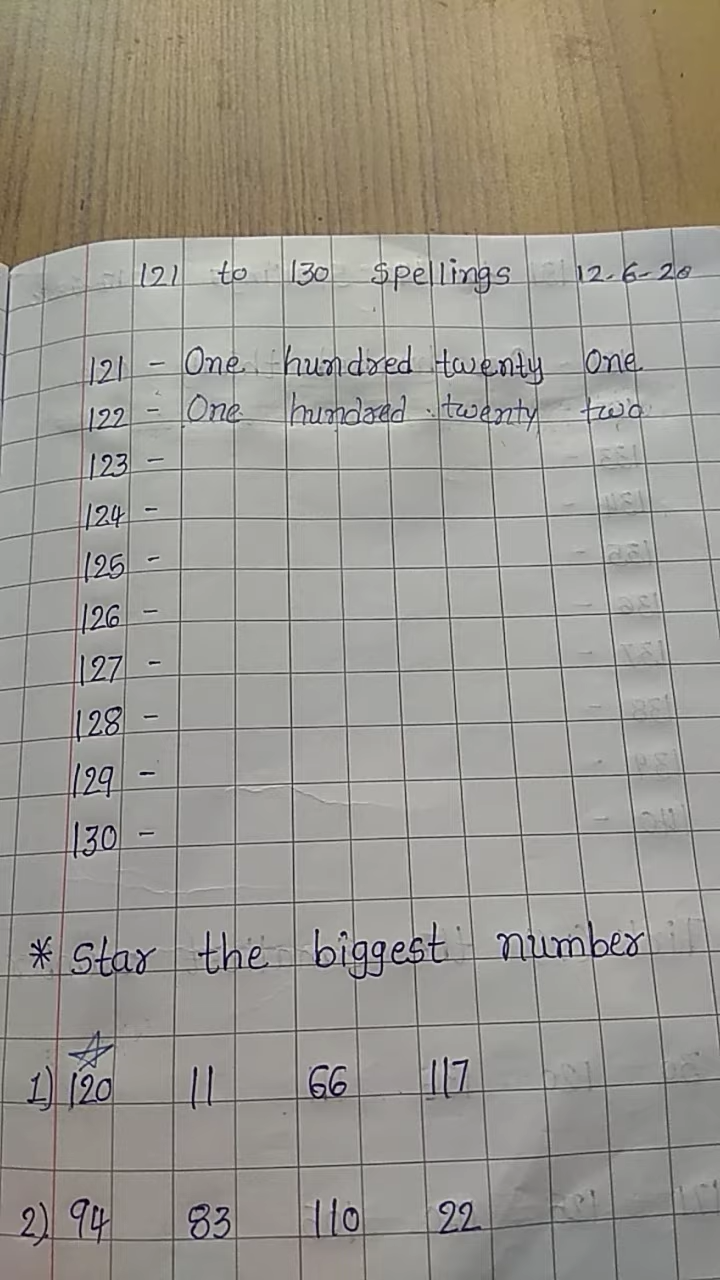 121 to 130 Spellings 12-6-20
121 - One hundred twenty one
122 - One hundred twenty two
123 -
124 -
125 -
126 -
127 -
128 -
129 -
130 -
* Star the biggest number
1) 120 11 66 117
2) 94 83 110 22